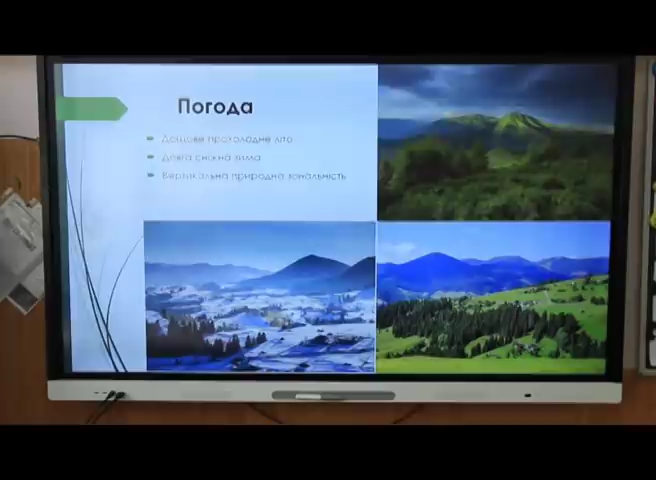 Погода
Дощове прохолодне літо
Довга сніжна зима
Вертикальна природна зональність